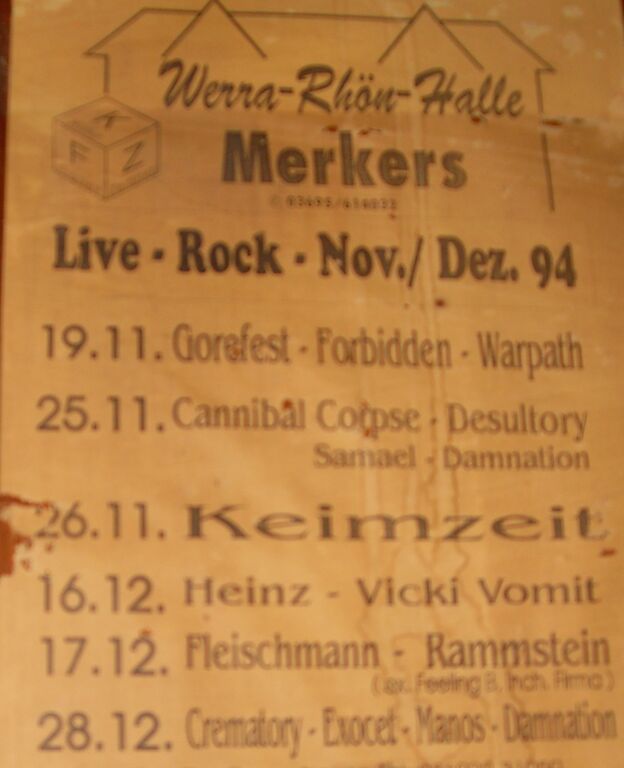 Werra-Rhön-Halle
K
F Z
Merkers
Live - Rock - Nov./ Dez. 94
19.11. Gorefest - Forbidden - Warpath
25.11. Cannibal Corpse - Desultory
Samael - Damnation
26.11. Keimzeit
16.12. Heinz - Vicki Vomit
17.12. Fleischmann - Rammstein
(ex. Feeling B, Inch. Firma)
28.12. Crematory - Exocet - Manos - Damnation